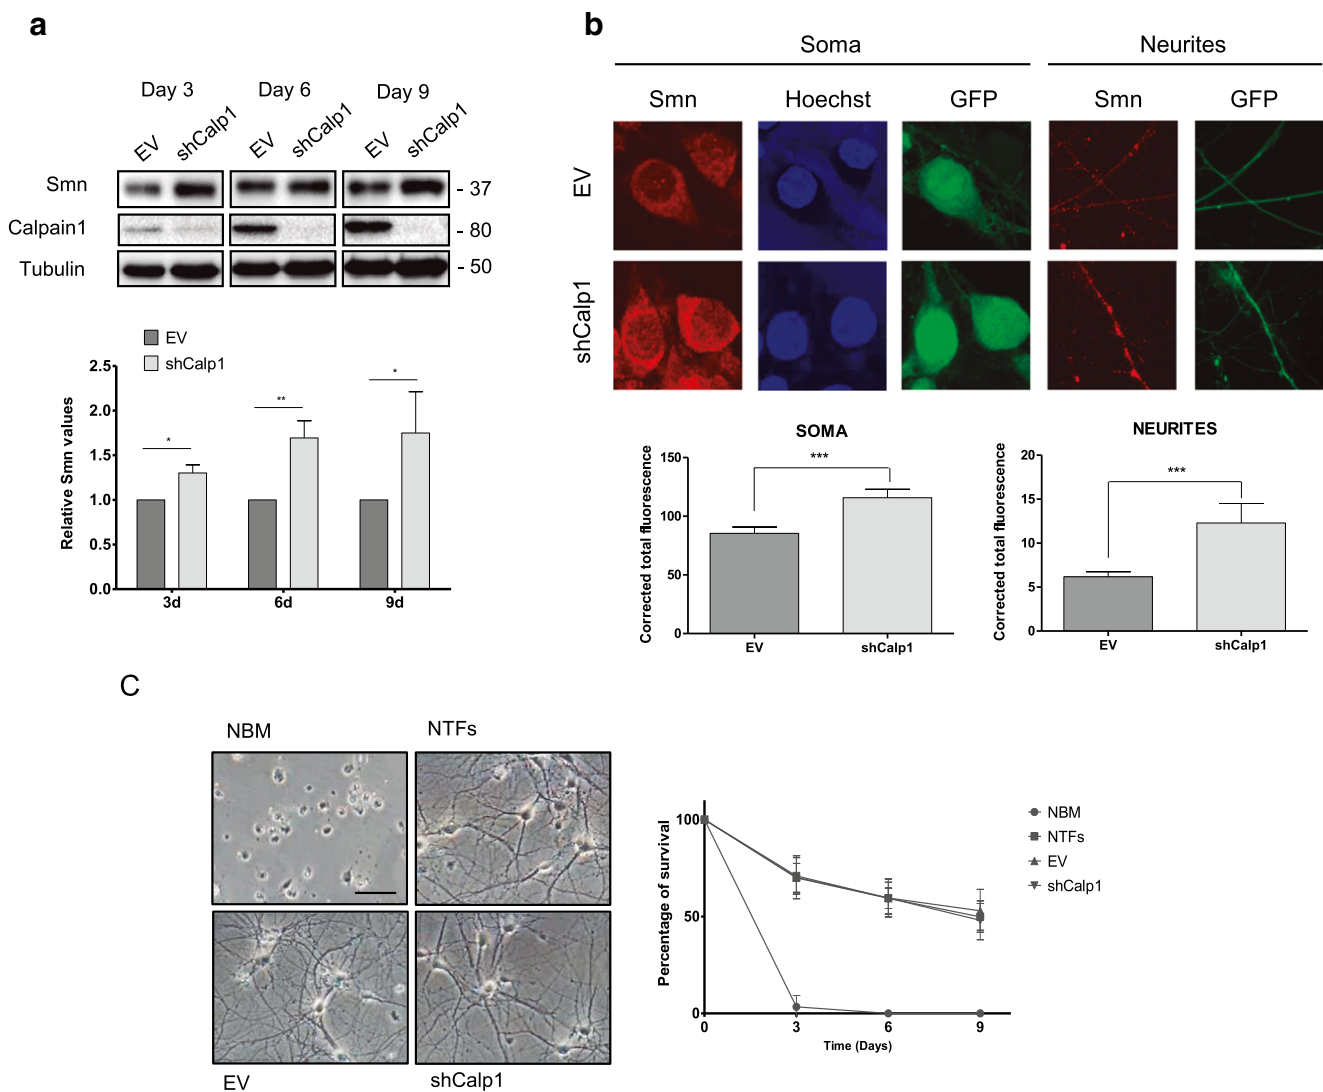 a
Day 3
Day 6
Day 9
EV
shCalp1
EV
shCalp1
EV
shCalp1
Smn
- 37
Calpain1
- 80
Tubulin
- 50
EV
shCalp1
Relative Smn values
2.5
2.0
1.5
1.0
0.5
0.0
*
**
*
3d
6d
9d
b
Soma
Neurites
Smn
Hoechst
GFP
Smn
GFP
EV
shCalp1
SOMA
Corrected total fluorescence
150
100
50
0
***
EV
shCalp1
NEURITES
Corrected total fluorescence
20
15
10
5
0
***
EV
shCalp1
C
NBM
NTFs
EV
shCalp1
Percentage of survival
100
50
0
0
3
6
9
Time (Days)
NBM
NTFs
EV
shCalp1